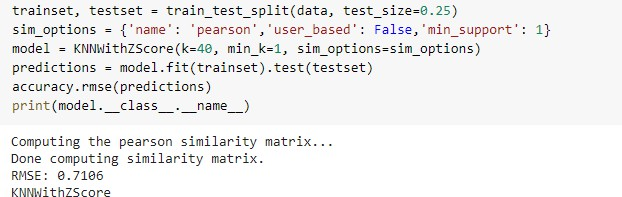 trainset, testset = train_test_split(data, test_size=0.25)
sim_options = {'name': 'pearson','user_based': False,'min_support': 1}
model = KNNWithZScore(k=40, min_k=1, sim_options=sim_options)
predictions = model.fit(trainset).test(testset)
accuracy.rmse(predictions)
print(model.__class__.__name__)
Computing the pearson similarity matrix...
Done computing similarity matrix.
RMSE: 0.7106
KNNWithZScore